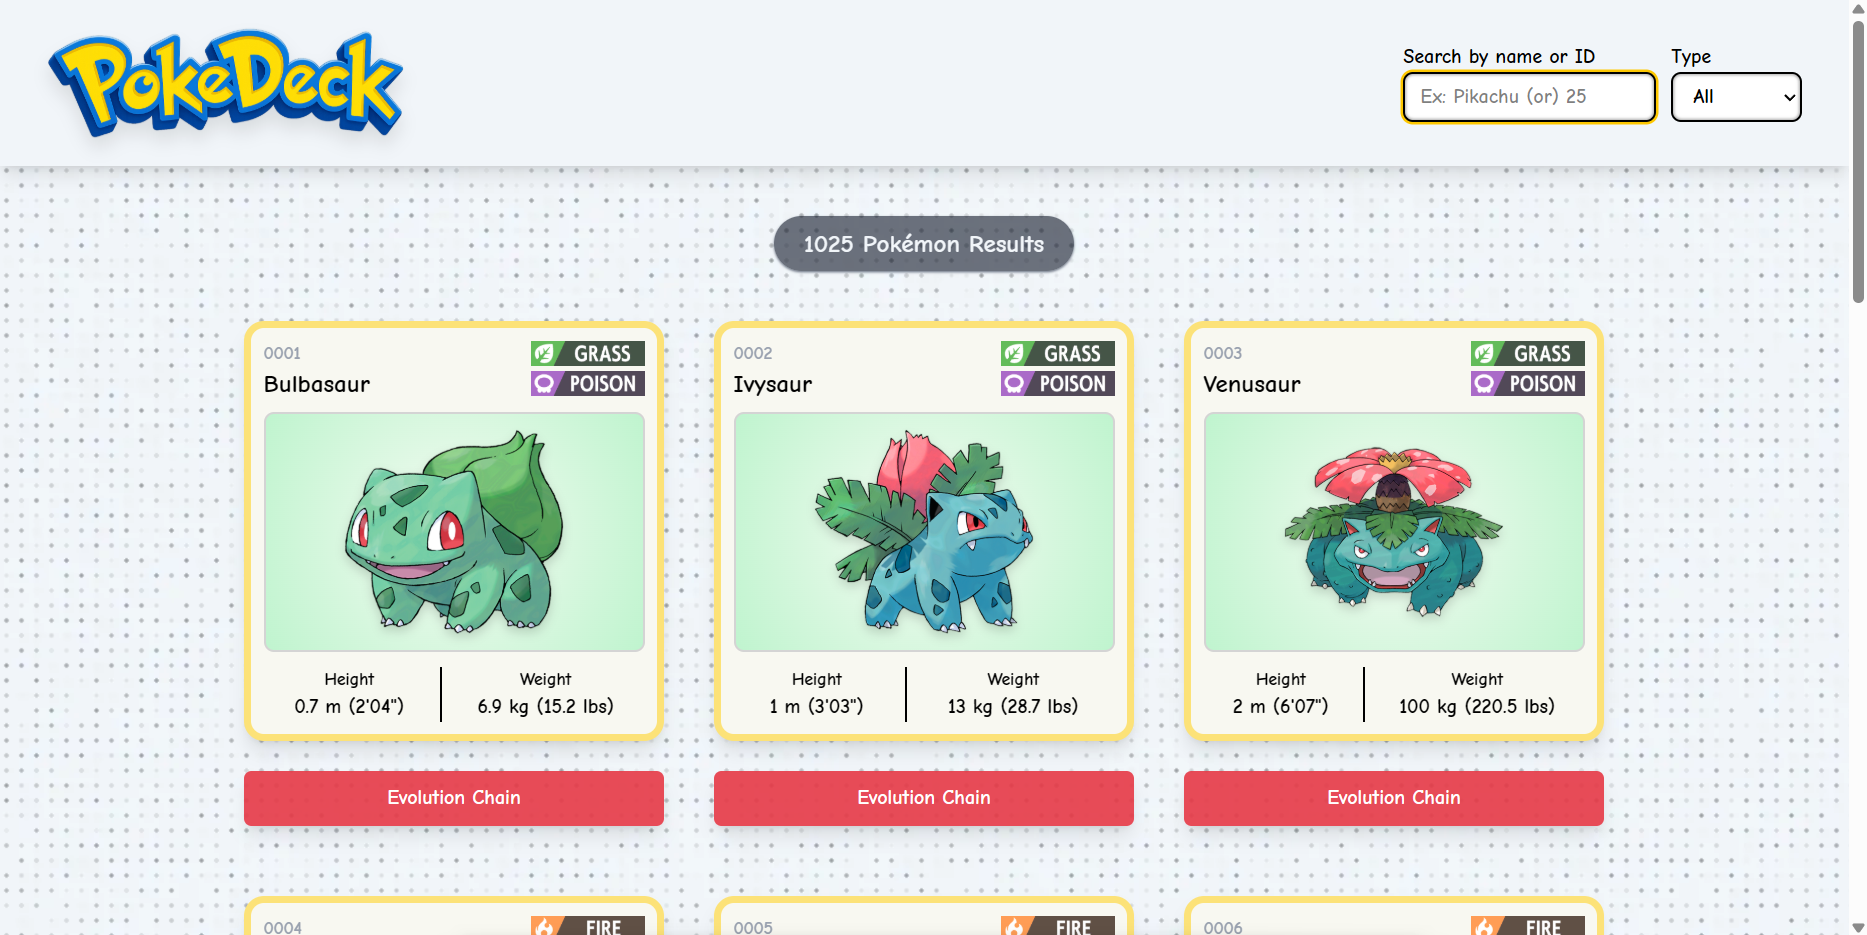 PokeDeck
Search by name or ID
Type
Ex: Pikachu (or) 25
All
1025 Pokémon Results
0001
GRASS
Bulbasaur
POISON
Height
Weight
0.7 m (2'04")
6.9 kg (15.2 lbs)
Evolution Chain
0002
GRASS
Ivysaur
POISON
Height
Weight
1 m (3'03")
13 kg (28.7 lbs)
Evolution Chain
0003
GRASS
Venusaur
POISON
Height
Weight
2 m (6'07")
100 kg (220.5 lbs)
Evolution Chain
0004
FIRE
0005
FIRE
0006
FIRE